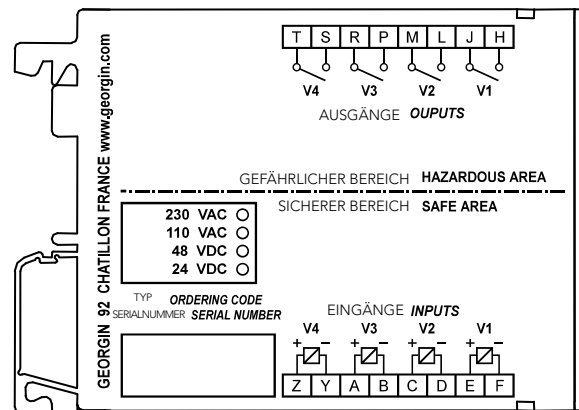 T S R P M L J H
V4 V3 V2 V1
AUSGÄNGE OUPUTS
GEFÄHRLICHER BEREICH HAZARDOUS AREA
SICHERER BEREICH SAFE AREA
GEORGIN 92 CHATILLON FRANCE www.georgin.com
230 VAC
110 VAC
48 VDC
24 VDC
TYP ORDERING CODE
SERIALNUMMER SERIAL NUMBER
EINGÄNGE INPUTS
V4 V3 V2 V1
+ − + − + − + −
Z Y A B C D E F